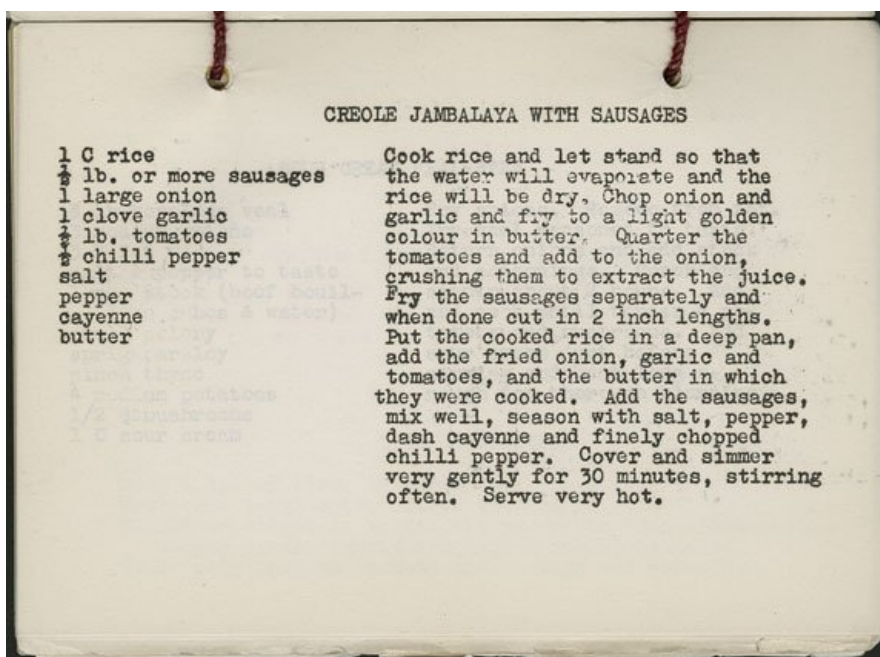 CREOLE JAMBALAYA WITH SAUSAGES
1 C rice
½ lb. or more sausages
1 large onion
1 clove garlic
½ lb. tomatoes
½ chilli pepper
salt
pepper
cayenne
butter
Cook rice and let stand so that
the water will evaporate and the
rice will be dry. Chop onion and
garlic and fry to a light golden
colour in butter. Quarter the
tomatoes and add to the onion,
crushing them to extract the juice.
Fry the sausages separately and
when done cut in 2 inch lengths.
Put the cooked rice in a deep pan,
add the fried onion, garlic and
tomatoes, and the butter in which
they were cooked. Add the sausages,
mix well, season with salt, pepper,
dash cayenne and finely chopped
chilli pepper. Cover and simmer
very gently for 30 minutes, stirring
often. Serve very hot.